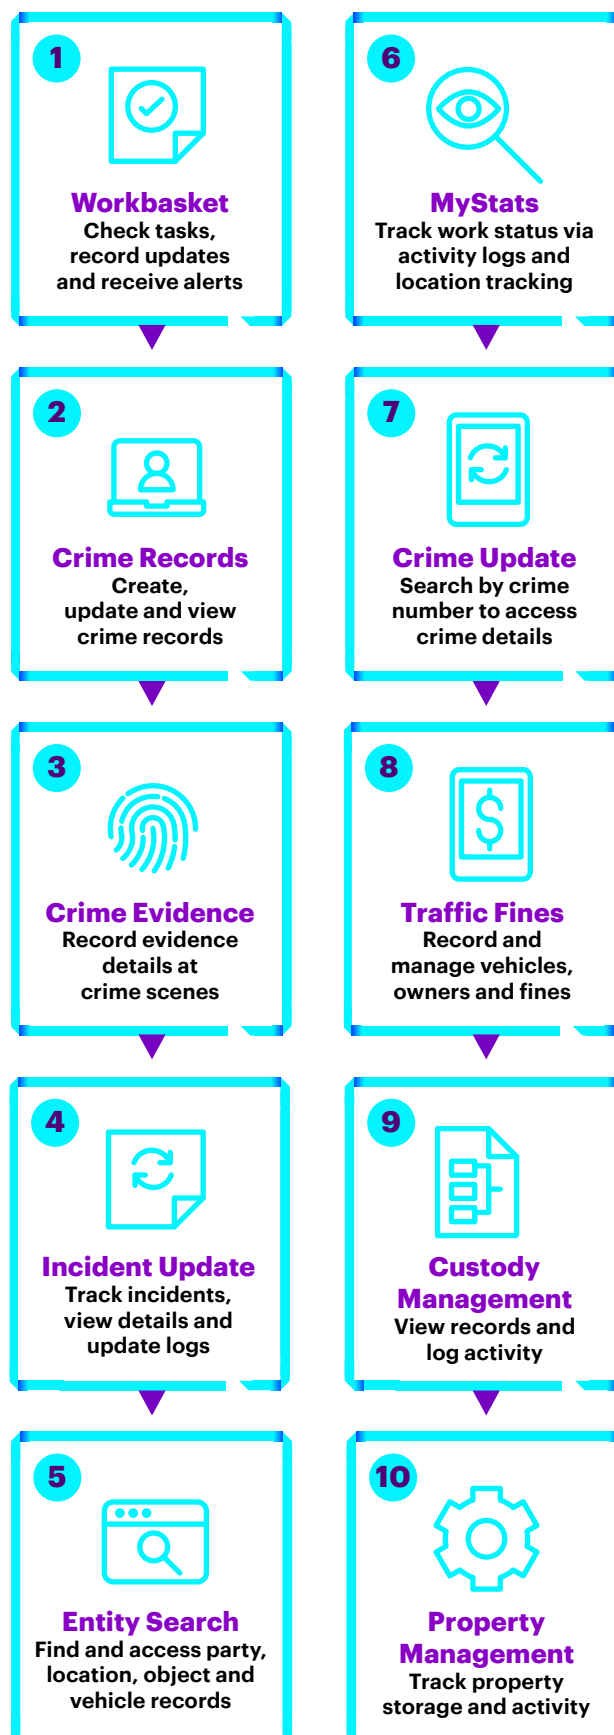 1
Workbasket
Check tasks,
record updates
and receive alerts
2
Crime Records
Create,
update and view
crime records
3
Crime Evidence
Record evidence
details at
crime scenes
4
Incident Update
Track incidents,
view details and
update logs
5
Entity Search
Find and access party,
location, object and
vehicle records
6
MyStats
Track work status via
activity logs and
location tracking
7
Crime Update
Search by crime
number to access
crime details
8
$
Traffic Fines
Record and
manage vehicles,
owners and fines
9
Custody
Management
View records and
log activity
10
Property
Management
Track property
storage and activity